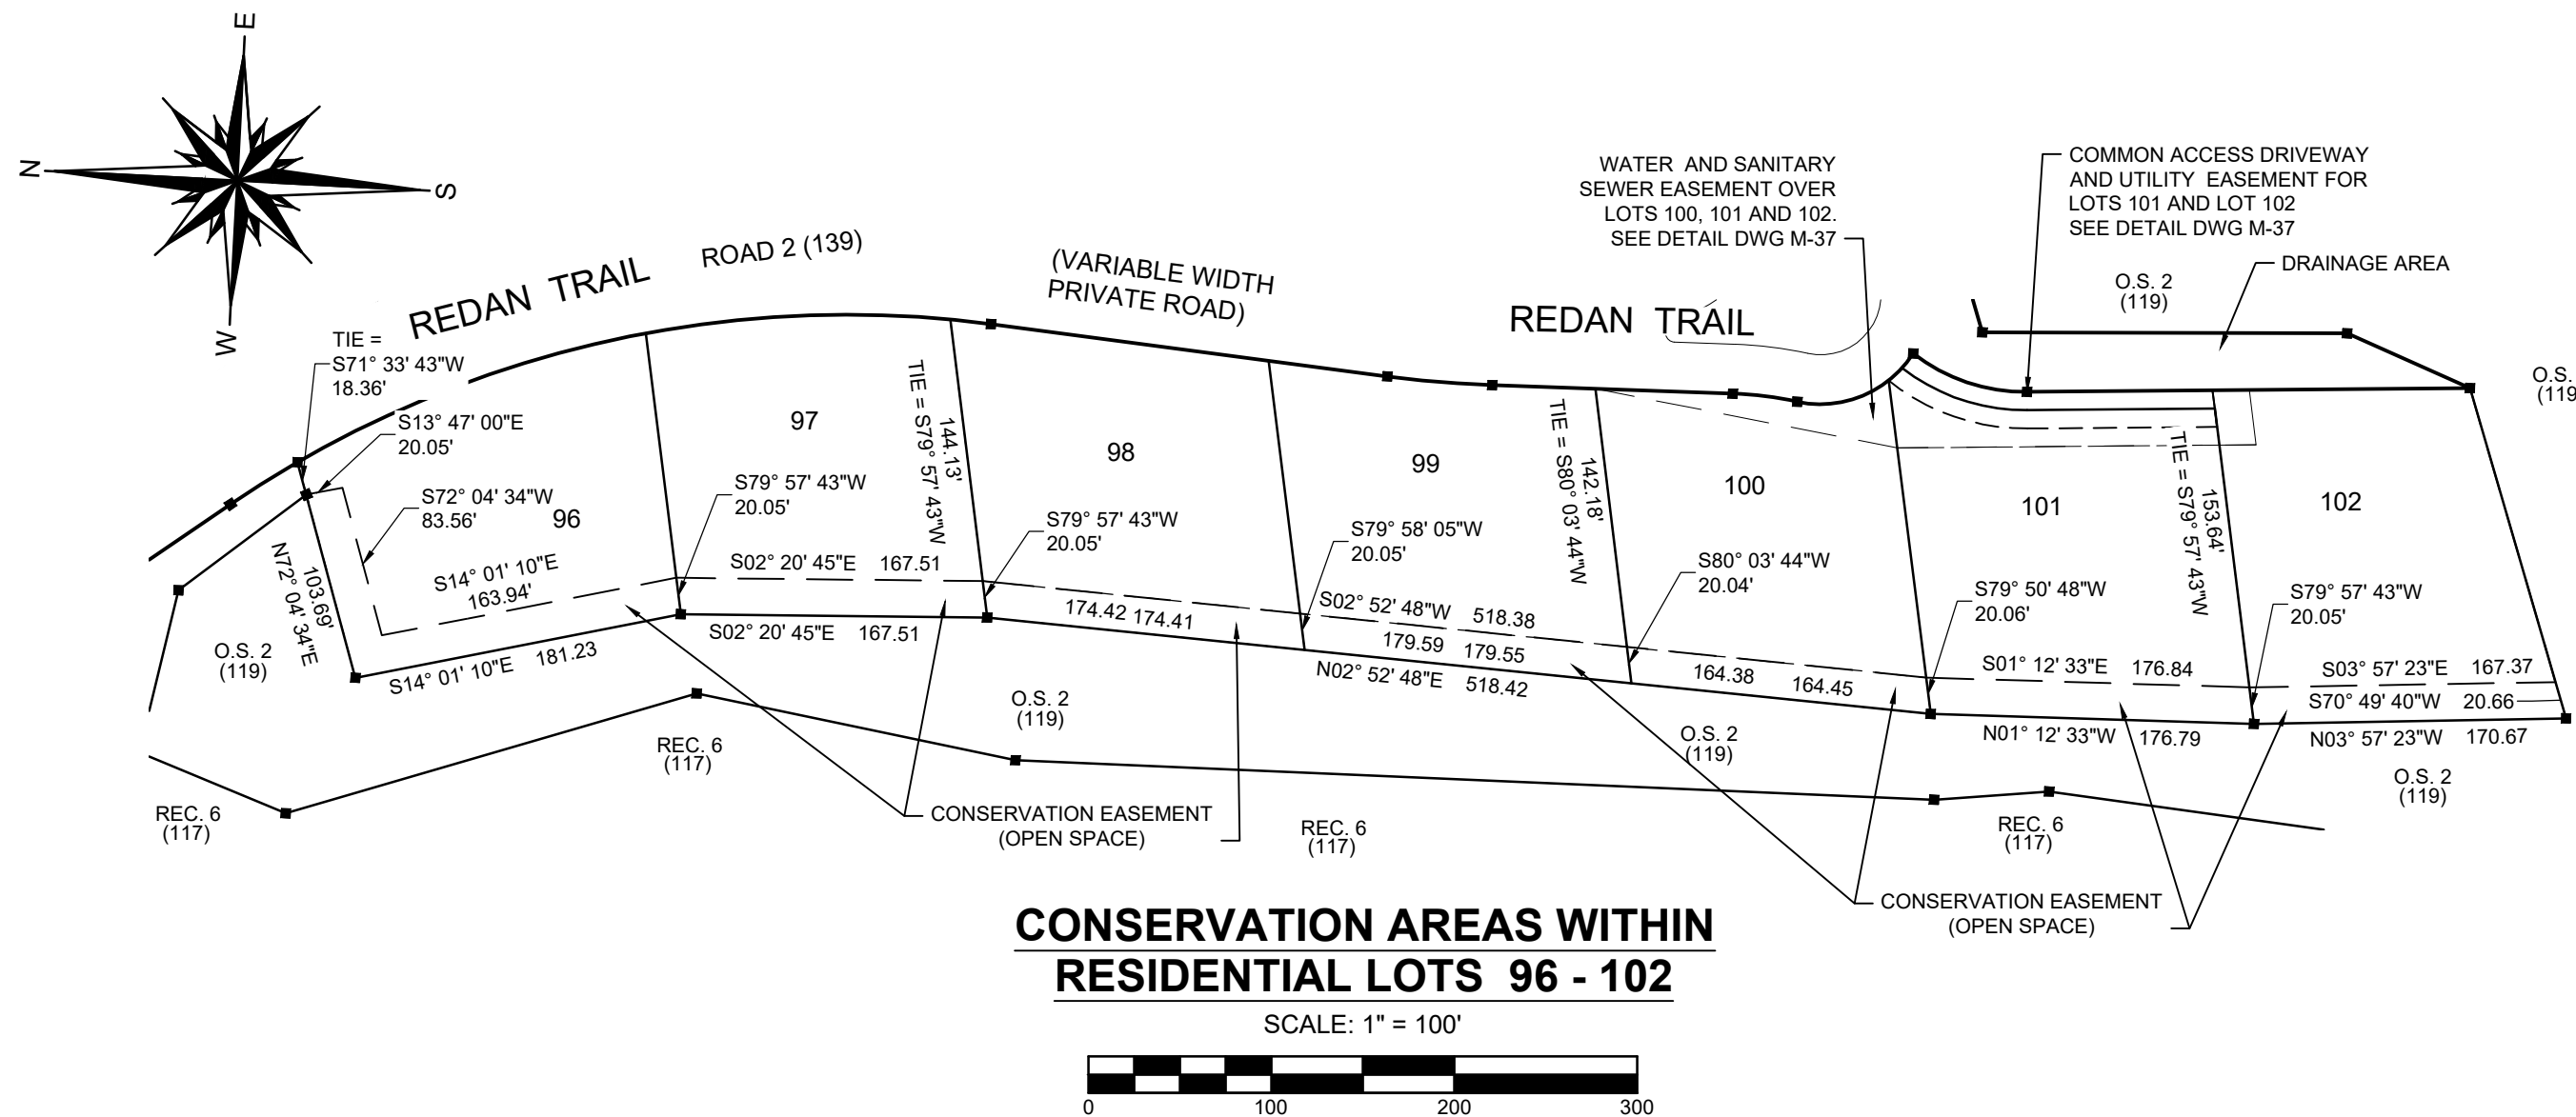 E
N
S
W
REDAN TRAIL
ROAD 2 (139)
(VARIABLE WIDTH
PRIVATE ROAD)
REDAN TRAIL
WATER AND SANITARY
SEWER EASEMENT OVER
LOTS 100, 101 AND 102.
SEE DETAIL DWG M-37
COMMON ACCESS DRIVEWAY
AND UTILITY EASEMENT FOR
LOTS 101 AND LOT 102
SEE DETAIL DWG M-37
DRAINAGE AREA
O.S. 2
(119)
O.S.
(119
TIE =
S71° 33' 43"W
18.36'
S13° 47' 00"E
20.05'
S72° 04' 34"W
83.56'
96
103.69'
N72° 04' 34"E
S14° 01' 10"E
163.94'
S14° 01' 10"E 181.23
O.S. 2
(119)
97
S79° 57' 43"W
20.05'
144.13'
TIE = S79° 57' 43"W
S02° 20' 45"E 167.51
S02° 20' 45"E 167.51
98
S79° 57' 43"W
20.05'
174.42 174.41
99
S79° 58' 05"W
20.05'
142.18'
TIE = S80° 03' 44"W
S02° 52' 48"W 518.38
179.59 179.55
N02° 52' 48"E 518.42
100
S80° 03' 44"W
20.04'
164.38 164.45
101
S79° 50' 48"W
20.06'
153.64'
TIE = S79° 57' 43"W
S01° 12' 33"E 176.84
N01° 12' 33"W 176.79
102
S79° 57' 43"W
20.05'
S03° 57' 23"E 167.37
S70° 49' 40"W 20.66
N03° 57' 23"W 170.67
O.S. 2
(119)
O.S. 2
(119)
O.S. 2
(119)
REC. 6
(117)
REC. 6
(117)
REC. 6
(117)
REC. 6
(117)
CONSERVATION EASEMENT
(OPEN SPACE)
CONSERVATION EASEMENT
(OPEN SPACE)
CONSERVATION AREAS WITHIN
RESIDENTIAL LOTS 96 - 102
SCALE: 1" = 100'
0 100 200 300